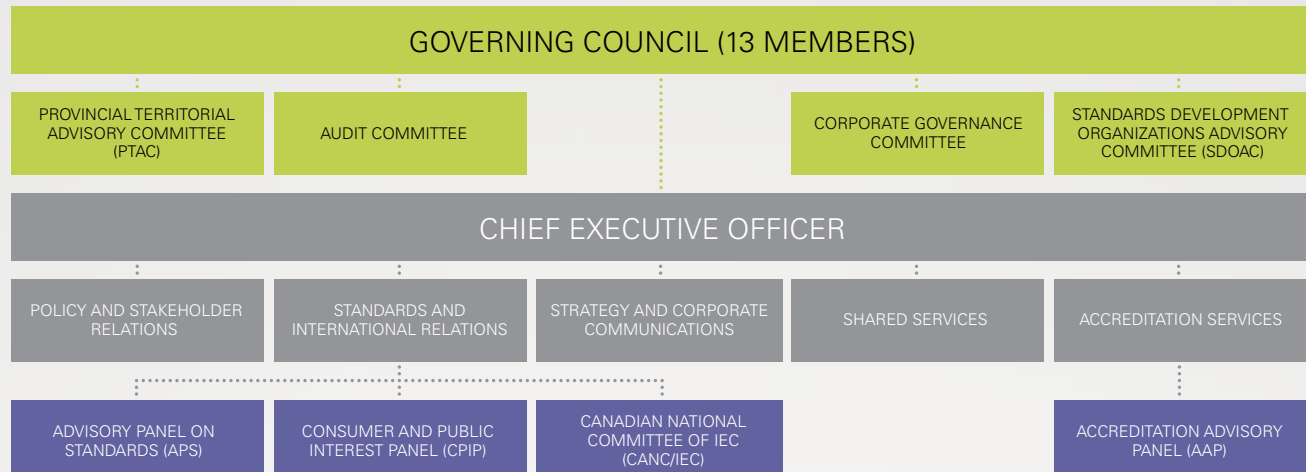 GOVERNING COUNCIL (13 MEMBERS)
PROVINCIAL TERRITORIAL
ADVISORY COMMITTEE
(PTAC)
AUDIT COMMITTEE
CORPORATE GOVERNANCE
COMMITTEE
STANDARDS DEVELOPMENT
ORGANIZATIONS ADVISORY
COMMITTEE (SDOAC)
CHIEF EXECUTIVE OFFICER
POLICY AND STAKEHOLDER
RELATIONS
STANDARDS AND
INTERNATIONAL RELATIONS
STRATEGY AND CORPORATE
COMMUNICATIONS
SHARED SERVICES
ACCREDITATION SERVICES
ADVISORY PANEL ON
STANDARDS (APS)
CONSUMER AND PUBLIC
INTEREST PANEL (CPIP)
CANADIAN NATIONAL
COMMITTEE OF IEC
(CANC/IEC)
ACCREDITATION ADVISORY
PANEL (AAP)